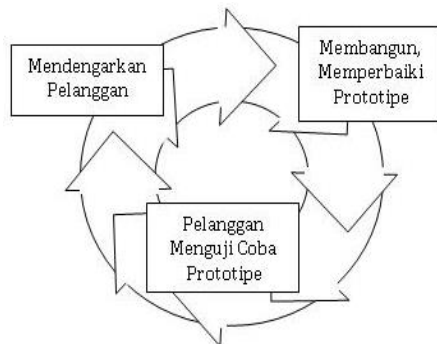 Mendengarkan
Pelanggan
Membangun,
Memperbaiki
Prototipe
Pelanggan
Menguji Coba
Prototipe